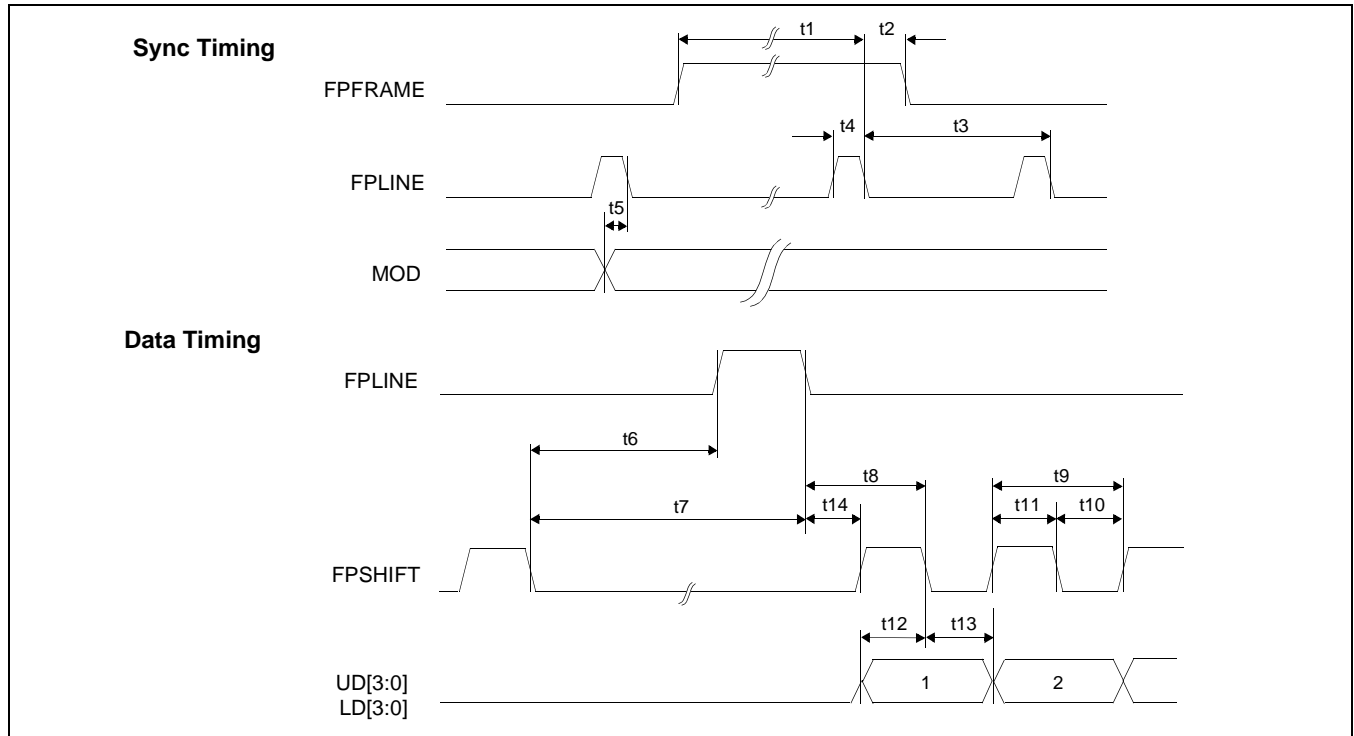 Sync Timing
t1 t2
FPFRAME
t4 t3
FPLINE
t5
MOD
Data Timing
FPLINE
t6
t8 t9
t7 t14 t11 t10
FPSHIFT
t12 t13
UD[3:0] 1 2
LD[3:0]